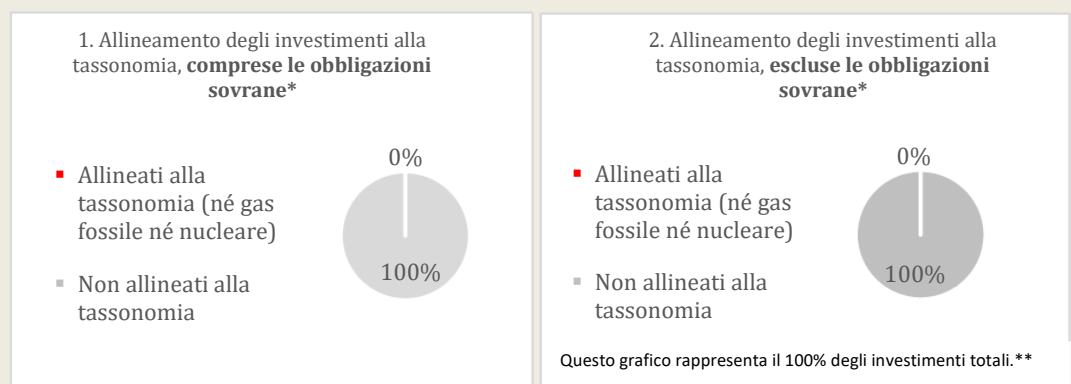 1. Allineamento degli investimenti alla
tassonomia, comprese le obbligazioni
sovrane*
0%
Allineati alla
tassonomia (né gas
fossile né nucleare)
100%
Non allineati alla
tassonomia
2. Allineamento degli investimenti alla
tassonomia, escluse le obbligazioni
sovrane*
0%
Allineati alla
tassonomia (né gas
fossile né nucleare)
100%
Non allineati alla
tassonomia
Questo grafico rappresenta il 100% degli investimenti totali.**